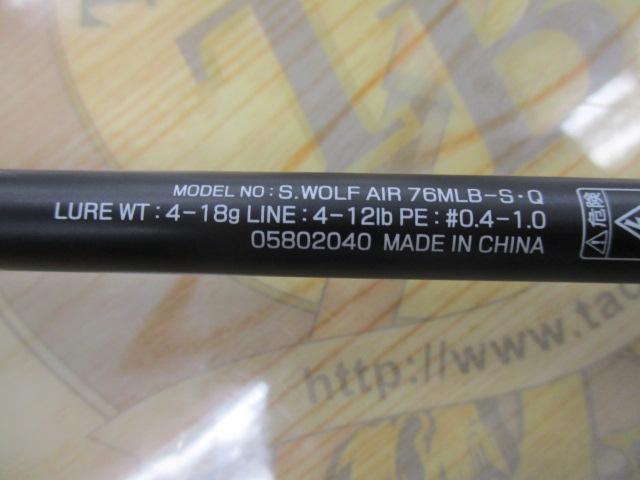 MODEL NO : S.WOLF AIR 76MLB-S・Q
LURE WT : 4-18g LINE : 4-12lb PE : #0.4-1.0
05802040 MADE IN CHINA
危険
http://www.tac